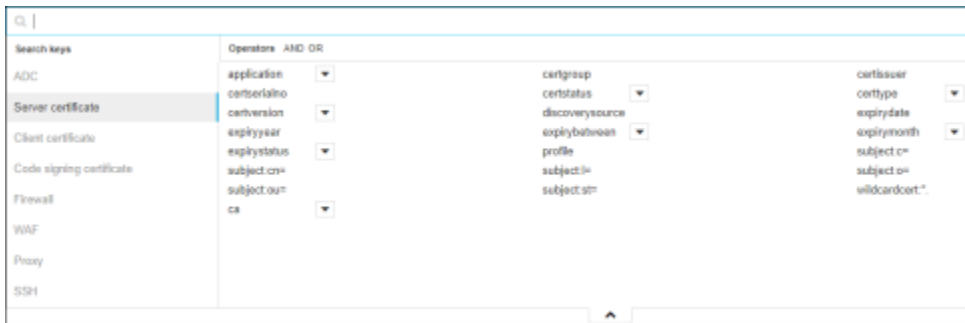 Search keys Operators AND OR
ADC
Server certificate
Client certificate
Code signing certificate
Firewall
WAF
Proxy
SSH
application certgroup certissuer
certserialno certstatus certtype
certversion discoverysource expirydate
expiryyear expirybetween expirymonth
expirystatus profile subject:c=
subject:cn= subject:l= subject:o=
subject:ou= subject:st= wildcardcert:*.
ca